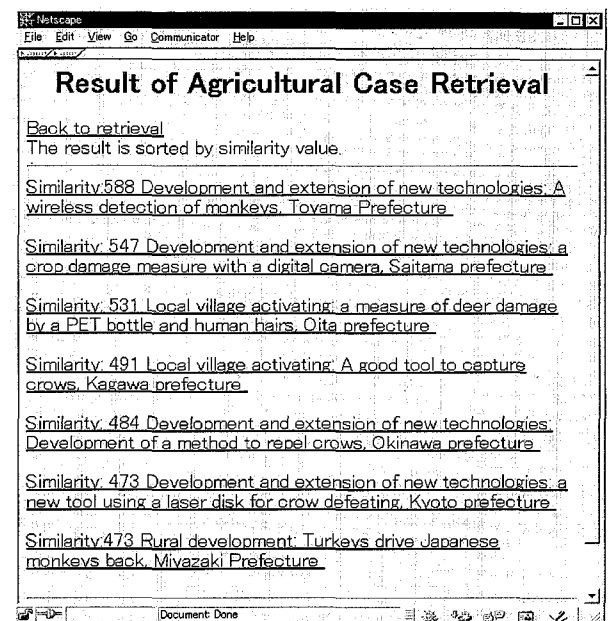 Netscape
File Edit View Go Communicator Help
Result of Agricultural Case Retrieval
Back to retrieval
The result is sorted by similarity value.
Similarity:588 Development and extension of new technologies: A
wireless detection of monkeys, Toyama Prefecture
Similarity: 547 Development and extension of new technologies: a
crop damage measure with a digital camera, Saitama prefecture
Similarity: 531 Local village activating: a measure of deer damage
by a PET bottle and human hairs, Oita prefecture
Similarity: 491 Local village activating: A good tool to capture
crows, Kagawa prefecture
Similarity: 484 Development and extension of new technologies:
Development of a method to repel crows, Okinawa prefecture
Similarity: 473 Development and extension of new technologies: a
new tool using a laser disk for crow defeating, Kyoto prefecture
Similarity:473 Rural development: Turkeys drive Japanese
monkeys back, Miyazaki Prefecture
Document: Done